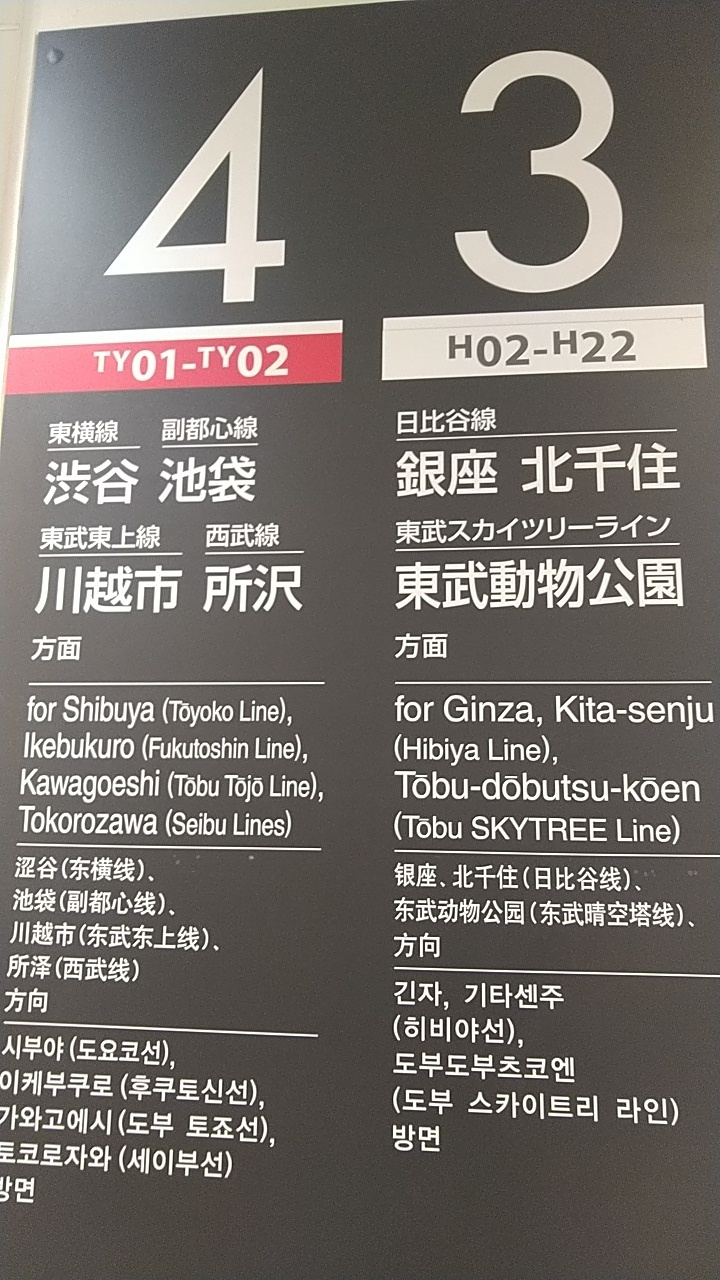 4
TY01-TY02
東横線 副都心線
渋谷 池袋
東武東上線 西武線
川越市 所沢
方面
for Shibuya (Tōyoko Line),
Ikebukuro (Fukutoshin Line),
Kawagoeshi (Tōbu Tōjō Line),
Tokorozawa (Seibu Lines)
涩谷(东横线)、
池袋(副都心线)、
川越市(东武东上线)、
所泽(西武线)
方向
시부야 (도요코선),
이케부쿠로 (후쿠토신선),
가와고에시 (도부 토죠선),
토코로자와 (세이부선)
방면
3
H02-H22
日比谷線
銀座 北千住
東武スカイツリーライン
東武動物公園
方面
for Ginza, Kita-senju
(Hibiya Line),
Tōbu-dōbutsu-kōen
(Tōbu SKYTREE Line)
银座、北千住(日比谷线)、
东武动物公园(东武晴空塔线)、
方向
긴자, 기타센주
(히비야선),
도부도부츠코엔
(도부 스카이트리 라인)
방면